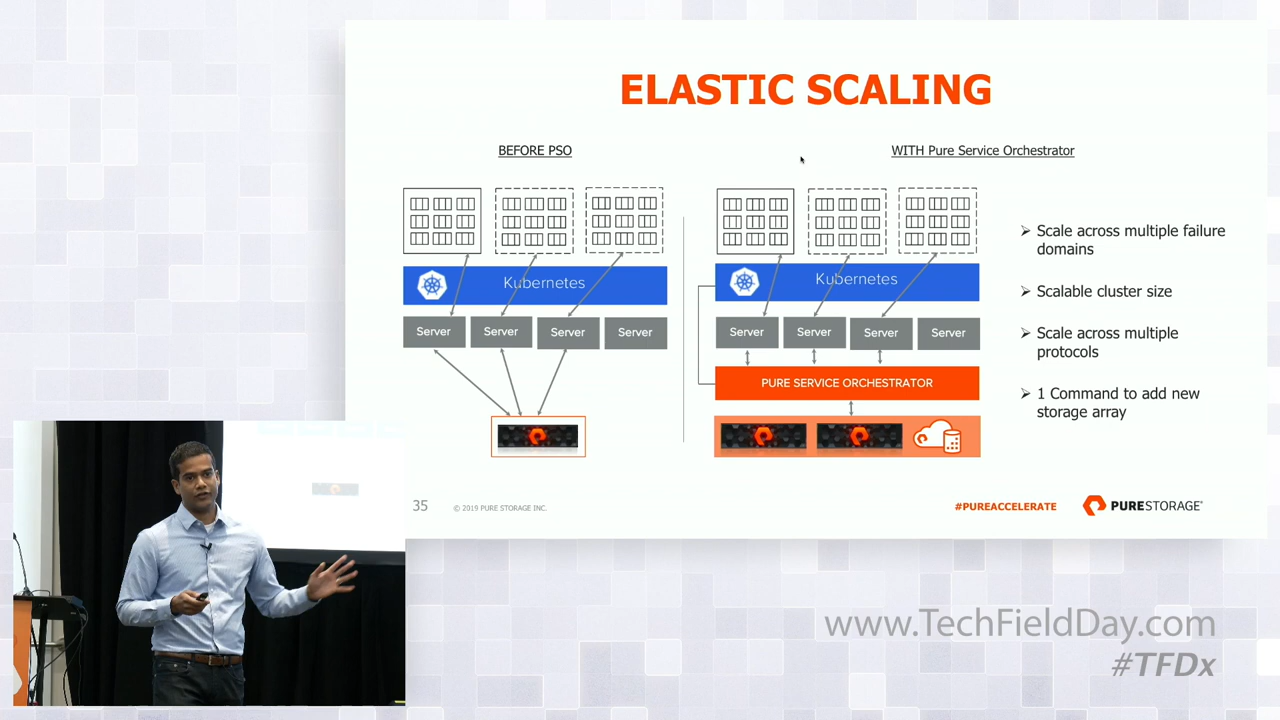 ELASTIC SCALING
BEFORE PSO
Kubernetes
Server Server Server Server
WITH Pure Service Orchestrator
Kubernetes
Server Server Server Server
PURE SERVICE ORCHESTRATOR
➢ Scale across multiple failure
domains
➢ Scalable cluster size
➢ Scale across multiple
protocols
➢ 1 Command to add new
storage array
35 © 2019 PURE STORAGE INC.
#PUREACCELERATE PURESTORAGE®
www.TechFieldDay.com
#TFDx